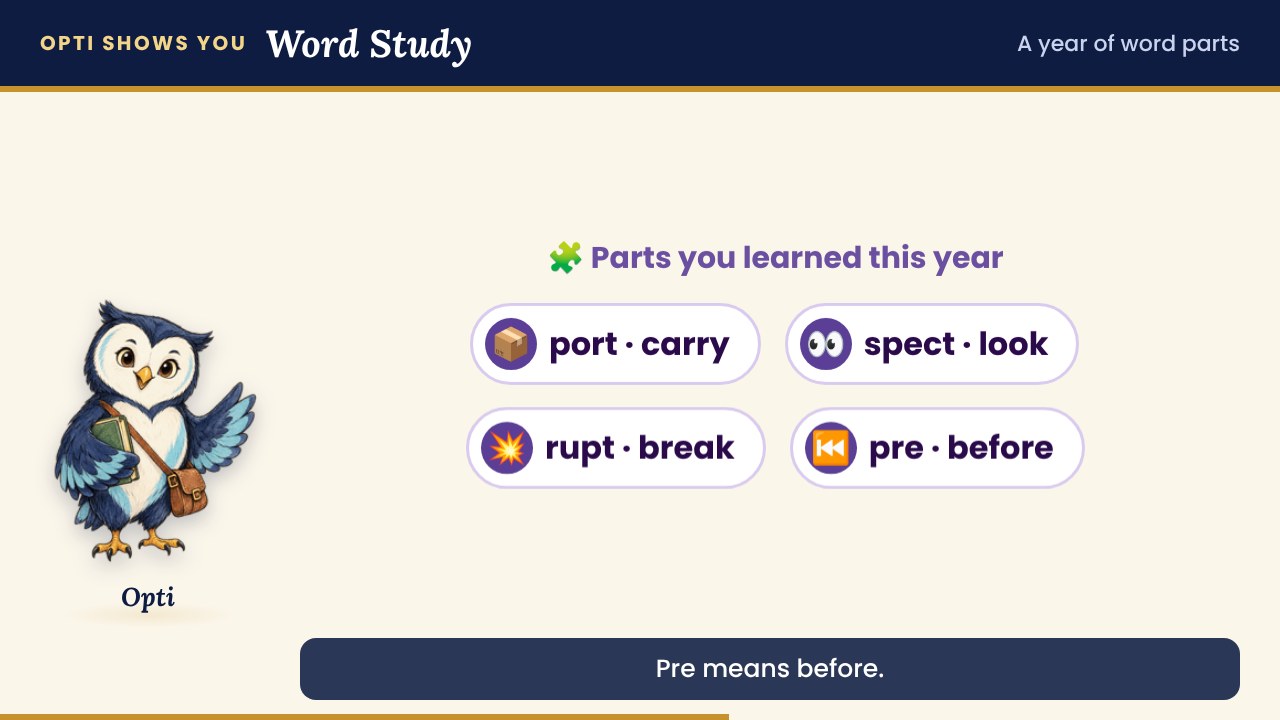 OPTI SHOWS YOU Word Study
A year of word parts
🧩 Parts you learned this year
port · carry
spect · look
rupt · break
pre · before
Opti
Pre means before.